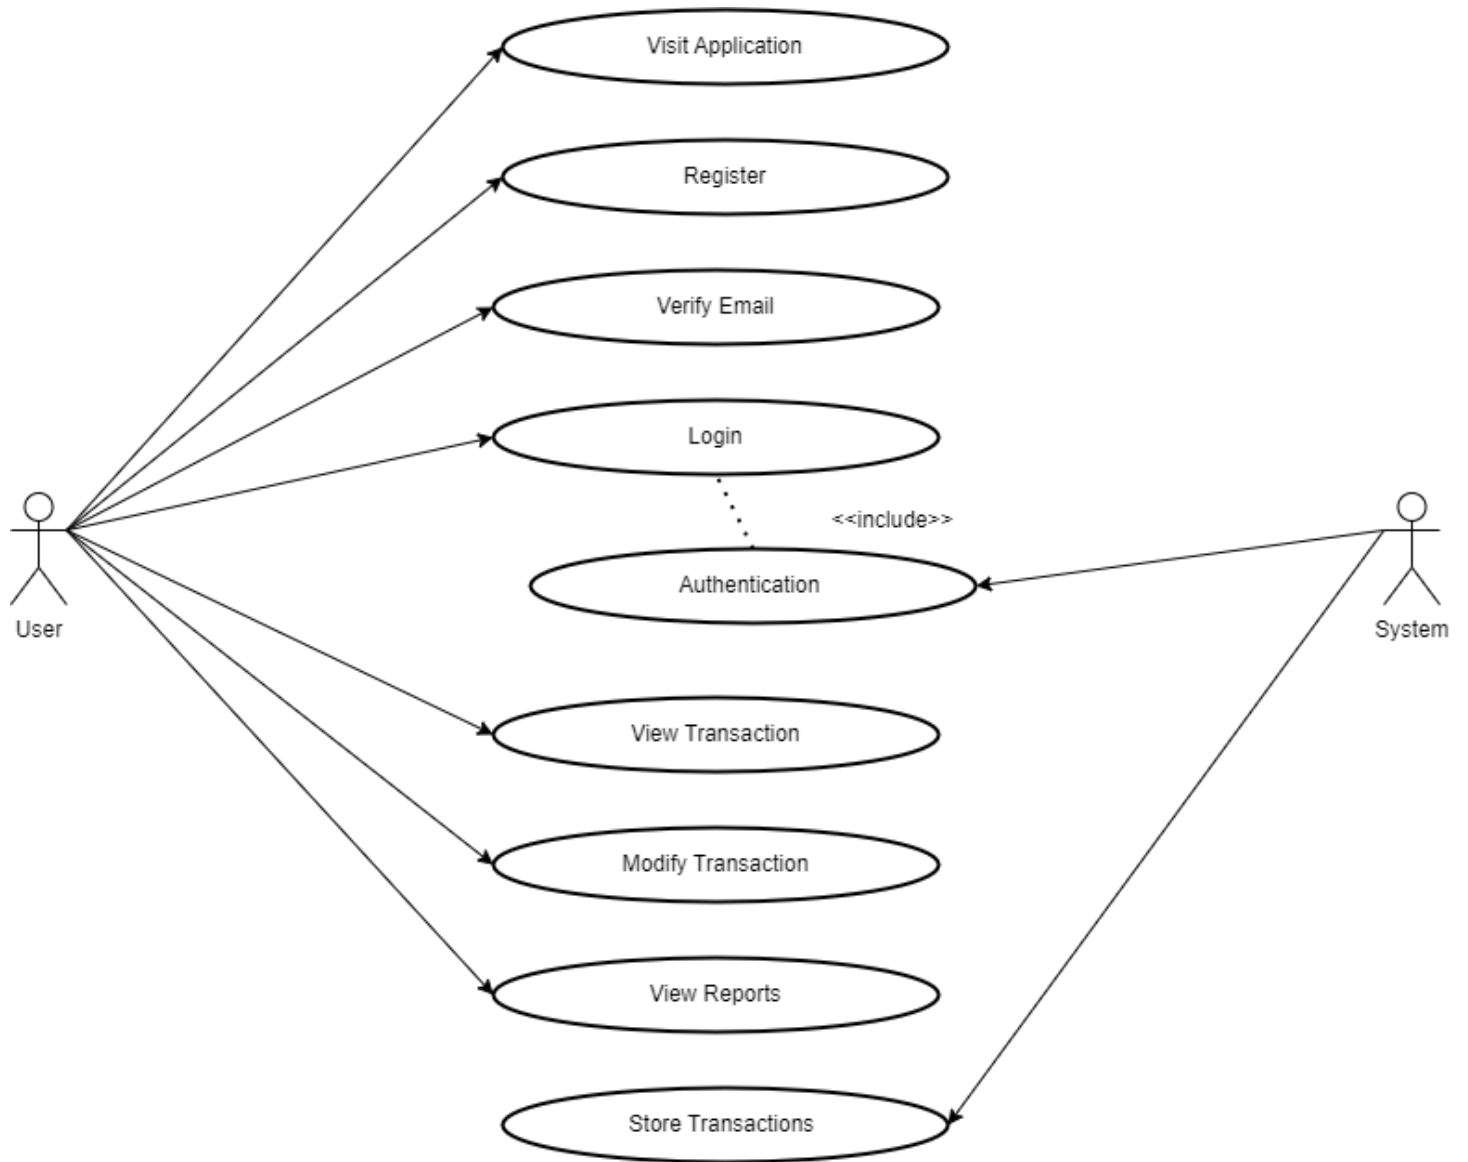 Visit Application
Register
Verify Email
Login
<<include>>
Authentication
User
System
View Transaction
Modify Transaction
View Reports
Store Transactions